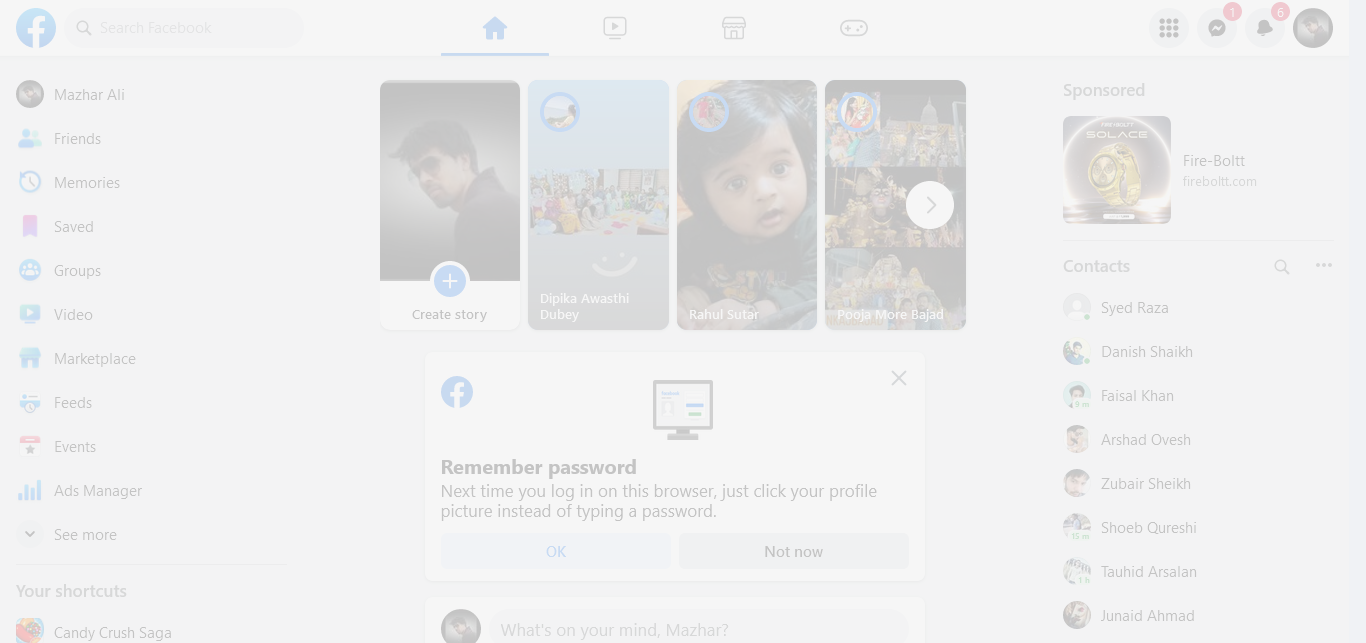 Search Facebook
1
6
Mazhar Ali
Friends
Memories
Saved
Groups
Video
Marketplace
Feeds
Events
Ads Manager
See more
Your shortcuts
Candy Crush Saga
Create story
Dipika Awasthi
Dubey
Rahul Sutar
Pooja More Bajad
Remember password
Next time you log in on this browser, just click your profile
picture instead of typing a password.
OK
Not now
What's on your mind, Mazhar?
Sponsored
FIRE-BOLTT
SOLACE
Fire-Boltt
fireboltt.com
Contacts
Syed Raza
Danish Shaikh
Faisal Khan
Arshad Ovesh
Zubair Sheikh
Shoeb Qureshi
15 m
Tauhid Arsalan
1 h
Junaid Ahmad